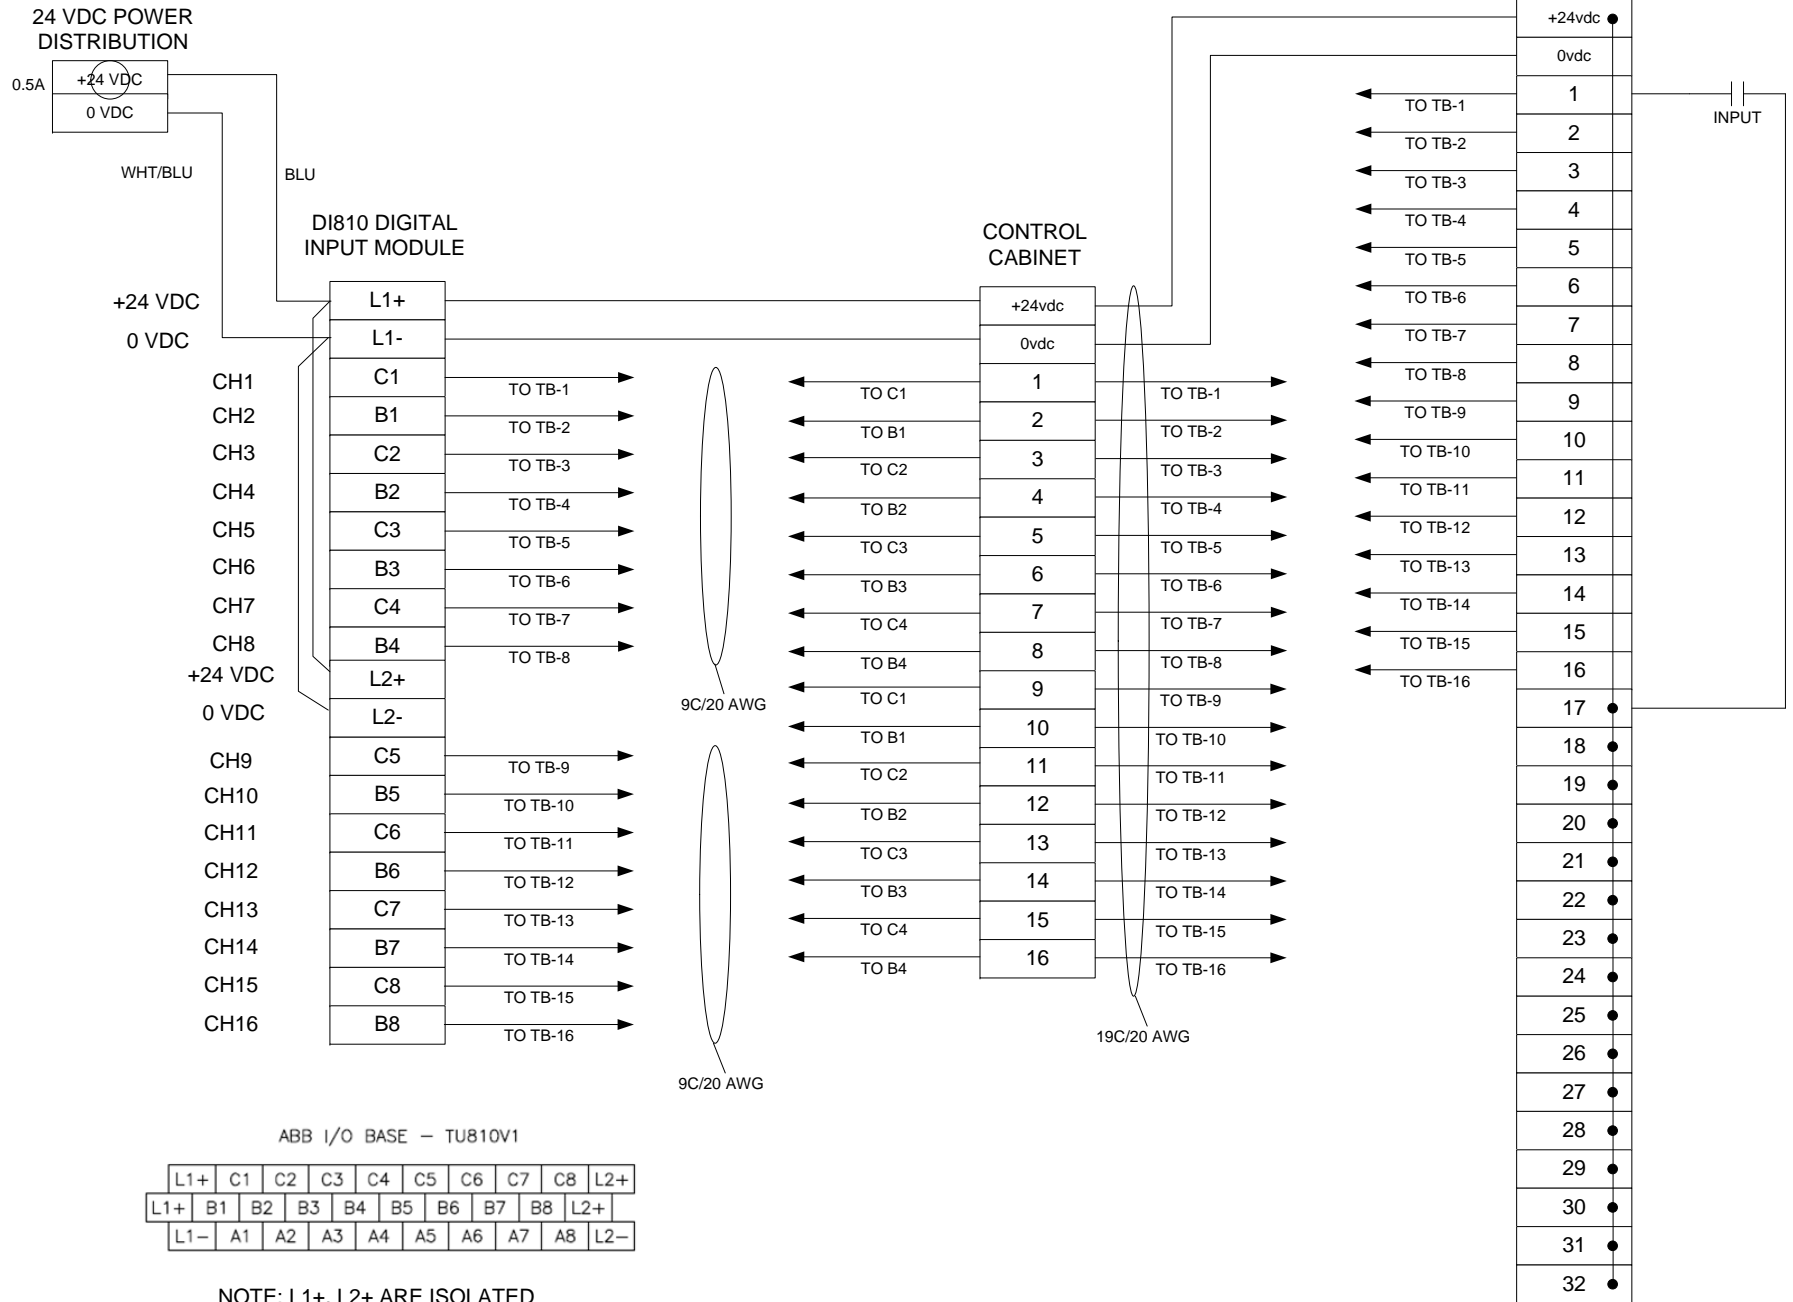 24 VDC POWER
DISTRIBUTION
0.5A
+24 VDC
0 VDC
WHT/BLU
BLU
DI810 DIGITAL
INPUT MODULE
+24 VDC L1+
0 VDC L1-
CH1 C1 TO TB-1
CH2 B1 TO TB-2
CH3 C2 TO TB-3
CH4 B2 TO TB-4
CH5 C3 TO TB-5
CH6 B3 TO TB-6
CH7 C4 TO TB-7
CH8 B4 TO TB-8
+24 VDC L2+
0 VDC L2-
CH9 C5 TO TB-9
CH10 B5 TO TB-10
CH11 C6 TO TB-11
CH12 B6 TO TB-12
CH13 C7 TO TB-13
CH14 B7 TO TB-14
CH15 C8 TO TB-15
CH16 B8 TO TB-16
9C/20 AWG
9C/20 AWG
CONTROL
CABINET
+24vdc
0vdc
TO C1 1 TO TB-1
TO B1 2 TO TB-2
TO C2 3 TO TB-3
TO B2 4 TO TB-4
TO C3 5 TO TB-5
TO B3 6 TO TB-6
TO C4 7 TO TB-7
TO B4 8 TO TB-8
TO C1 9 TO TB-9
TO B1 10 TO TB-10
TO C2 11 TO TB-11
TO B2 12 TO TB-12
TO C3 13 TO TB-13
TO B3 14 TO TB-14
TO C4 15 TO TB-15
TO B4 16 TO TB-16
19C/20 AWG
+24vdc
0vdc
TO TB-1 1 INPUT
TO TB-2 2
TO TB-3 3
TO TB-4 4
TO TB-5 5
TO TB-6 6
TO TB-7 7
TO TB-8 8
TO TB-9 9
TO TB-10 10
TO TB-11 11
TO TB-12 12
TO TB-13 13
TO TB-14 14
TO TB-15 15
TO TB-16 16
17
18
19
20
21
22
23
24
25
26
27
28
29
30
31
32
ABB I/O BASE – TU810V1
L1+ C1 C2 C3 C4 C5 C6 C7 C8 L2+
L1+ B1 B2 B3 B4 B5 B6 B7 B8 L2+
L1– A1 A2 A3 A4 A5 A6 A7 A8 L2–
NOTE: L1+, L2+ ARE ISOLATED